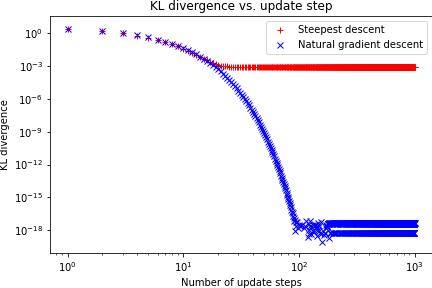 KL divergence vs. update step
Steepest descent
Natural gradient descent
KL divergence
10^0
10^−3
10^−6
10^−9
10^−12
10^−15
10^−18
10^0 10^1 10^2 10^3
Number of update steps